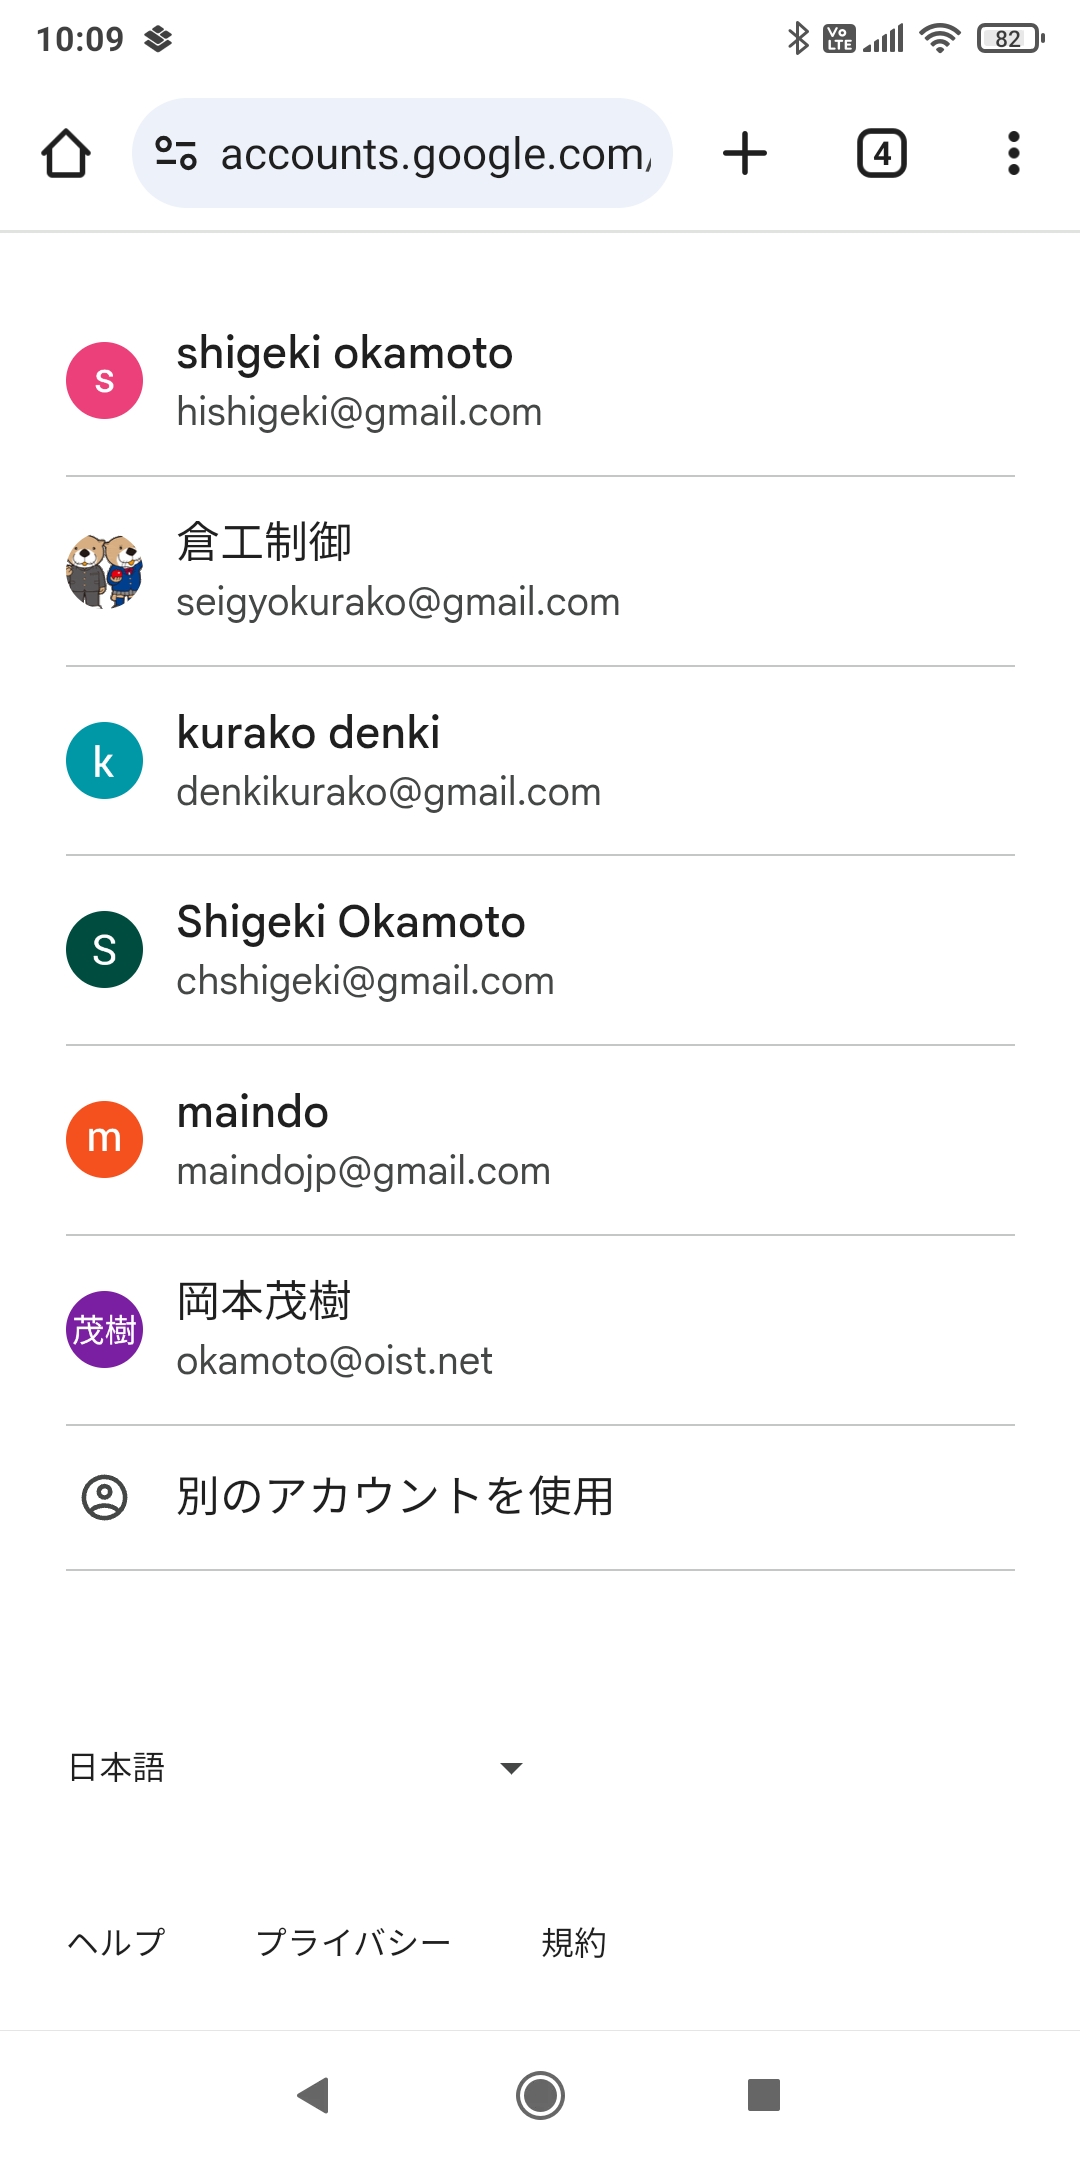 10:09
Vo
LTE
82
accounts.google.com/
4
s
shigeki okamoto
hishigeki@gmail.com
倉工制御
seigyokurako@gmail.com
k
kurako denki
denkikurako@gmail.com
S
Shigeki Okamoto
chshigeki@gmail.com
m
maindo
maindojp@gmail.com
茂樹
岡本茂樹
okamoto@oist.net
別のアカウントを使用
日本語
ヘルプ プライバシー 規約